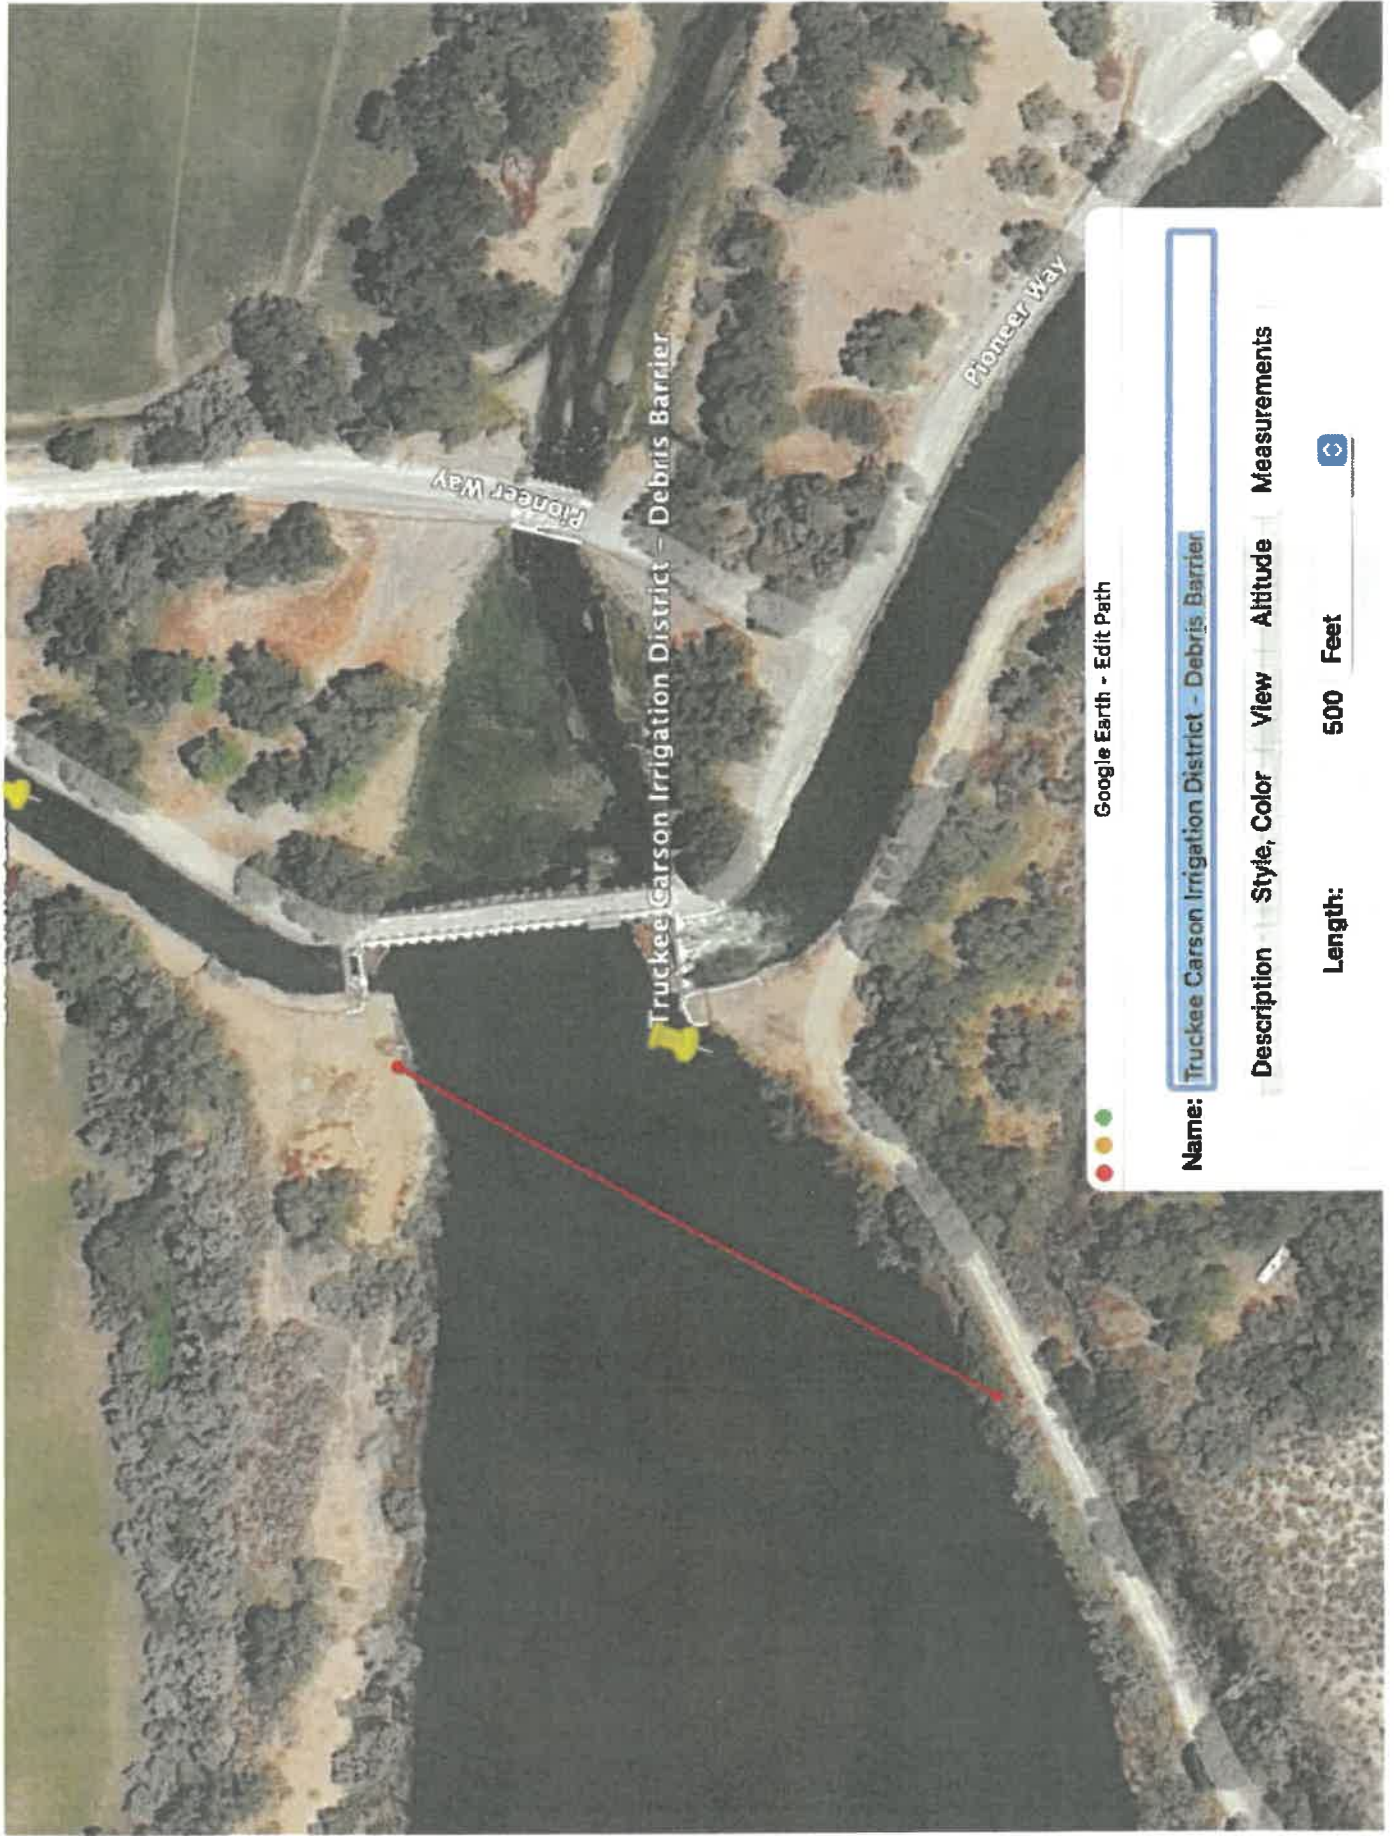 Truckee Carson Irrigation District - Debris Barrier
Pioneer Way
Pioneer Way
Google Earth - Edit Path
Name: Truckee Carson Irrigation District - Debris Barrier
Description Style, Color View Altitude Measurements
Length: 500 Feet